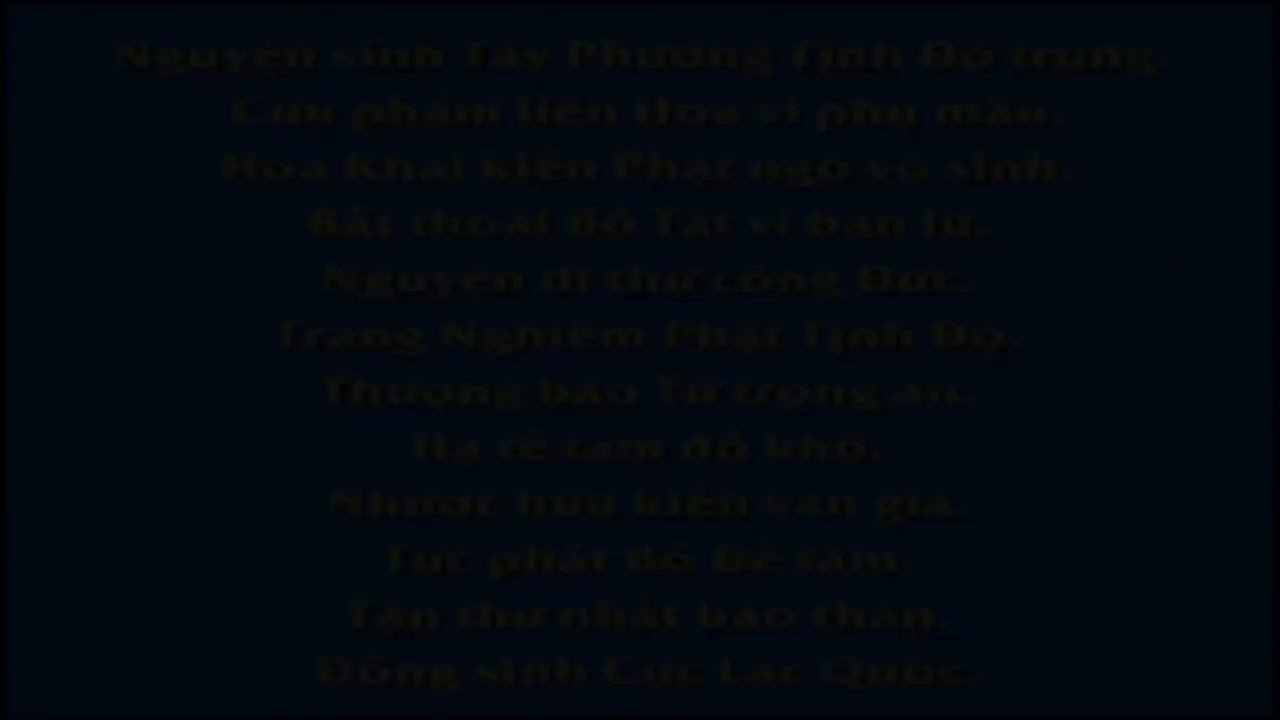 Nguyện sinh Tây Phương Tịnh Độ trung.
Cửu phẩm liên Hoa vi phụ mẫu.
Hoa Khai kiến Phật ngộ vô sinh.
Bất thoái Bồ Tát vi bạn lữ.
Nguyện dĩ thử công Đức.
Trang Nghiêm Phật Tịnh Độ.
Thượng báo Tứ trọng ân.
Hạ tế tam đồ khổ.
Nhược hữu kiến văn giả.
Tức phát Bồ Đề tâm.
Tận thử nhất báo thân.
Đồng sinh Cực Lạc Quốc.